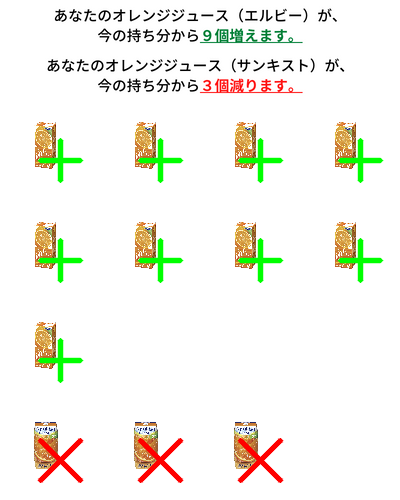 あなたのオレンジジュース（エルビー）が、
今の持ち分から９個増えます。
あなたのオレンジジュース（サンキスト）が、
今の持ち分から３個減ります。